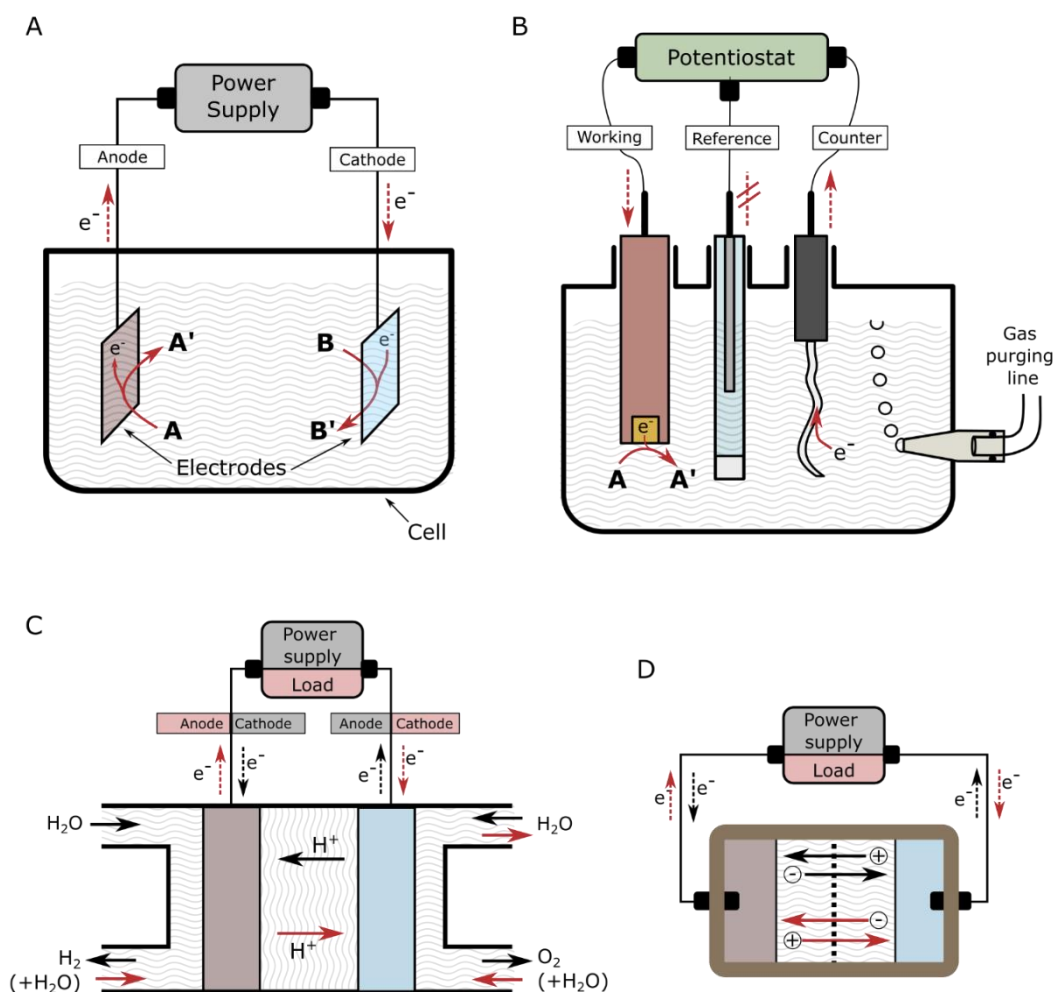 A
Power
Supply
Anode
Cathode
e-
e-
e-
A'
A
B
e-
B'
Electrodes
Cell
B
Potentiostat
Working
Reference
Counter
Gas
purging
line
e-
A
A'
e-
C
Power
supply
Load
Anode
Cathode
Anode
Cathode
e-
e-
e-
e-
H2O
H2O
H+
H+
H2
(+H2O)
O2
(+H2O)
D
Power
supply
Load
e-
e-
e-
e-
+
-
-
+